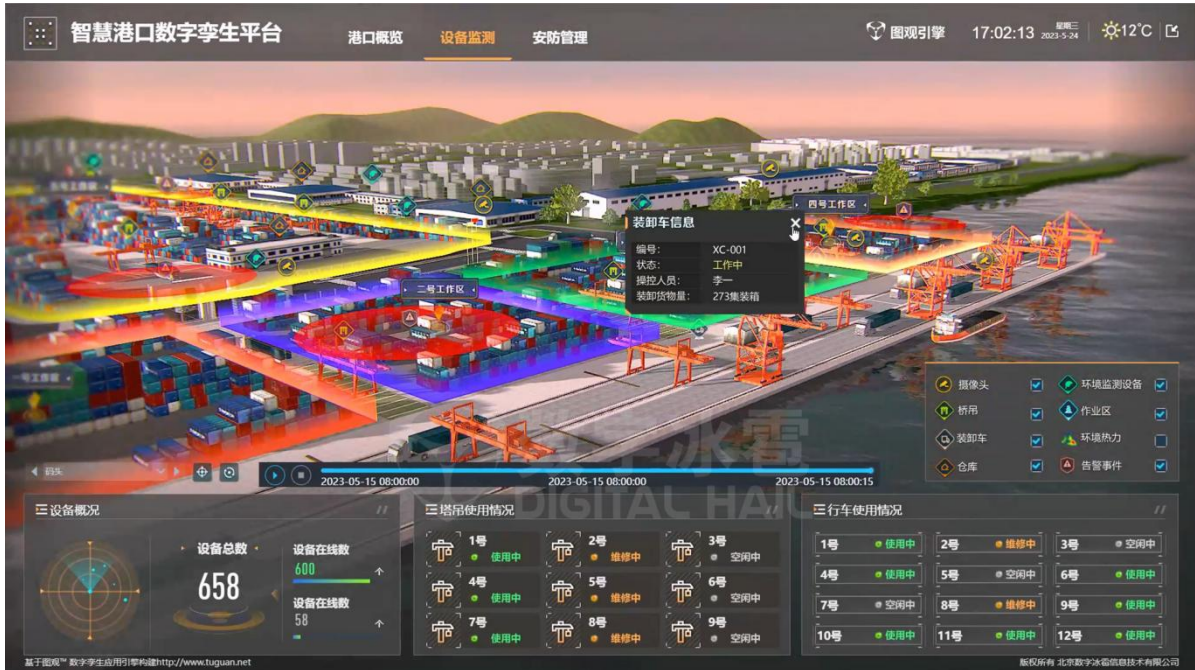 智慧港口数字孪生平台
港口概览
设备监测
安防管理
图观引擎
17:02:13
星期三
2023-5-24
12℃
四号工作区
装卸车信息
编号： XC-001
状态： 工作中
操控人员： 李一
装卸货物量： 273集装箱
二号工作区
一号工作区
摄像头
环境监测设备
桥吊
作业区
装卸车
环境热力
仓库
告警事件
码头
2023-05-15 08:00:00
2023-05-15 08:00:00
2023-05-15 08:00:15
数字冰雹
DIGITAL HAIL
设备概况
设备总数
658
设备在线数
600
设备在线数
58
塔吊使用情况
1号 使用中
2号 维修中
3号 空闲中
4号 使用中
5号 维修中
6号 空闲中
7号 使用中
8号 维修中
9号 空闲中
行车使用情况
1号 使用中
2号 维修中
3号 空闲中
4号 使用中
5号 空闲中
6号 使用中
7号 空闲中
8号 维修中
9号 使用中
10号 使用中
11号 使用中
12号 使用中
基于图观™ 数字孪生应用引擎构建http://www.tuguan.net
版权所有 北京数字冰雹信息技术有限公司